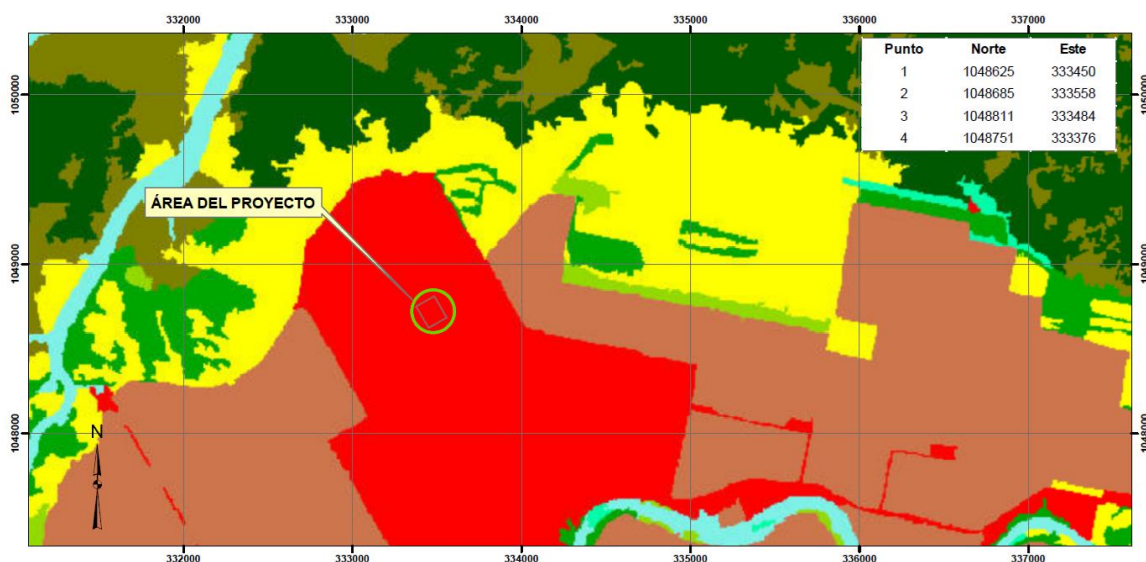 332000 333000 334000 335000 336000 337000
Punto Norte Este
1 1048625 333450
2 1048685 333558
3 1048811 333484
4 1048751 333376
1050000 1050000
ÁREA DEL PROYECTO
1049000 1049000
1048000 1048000
N
332000 333000 334000 335000 336000 337000